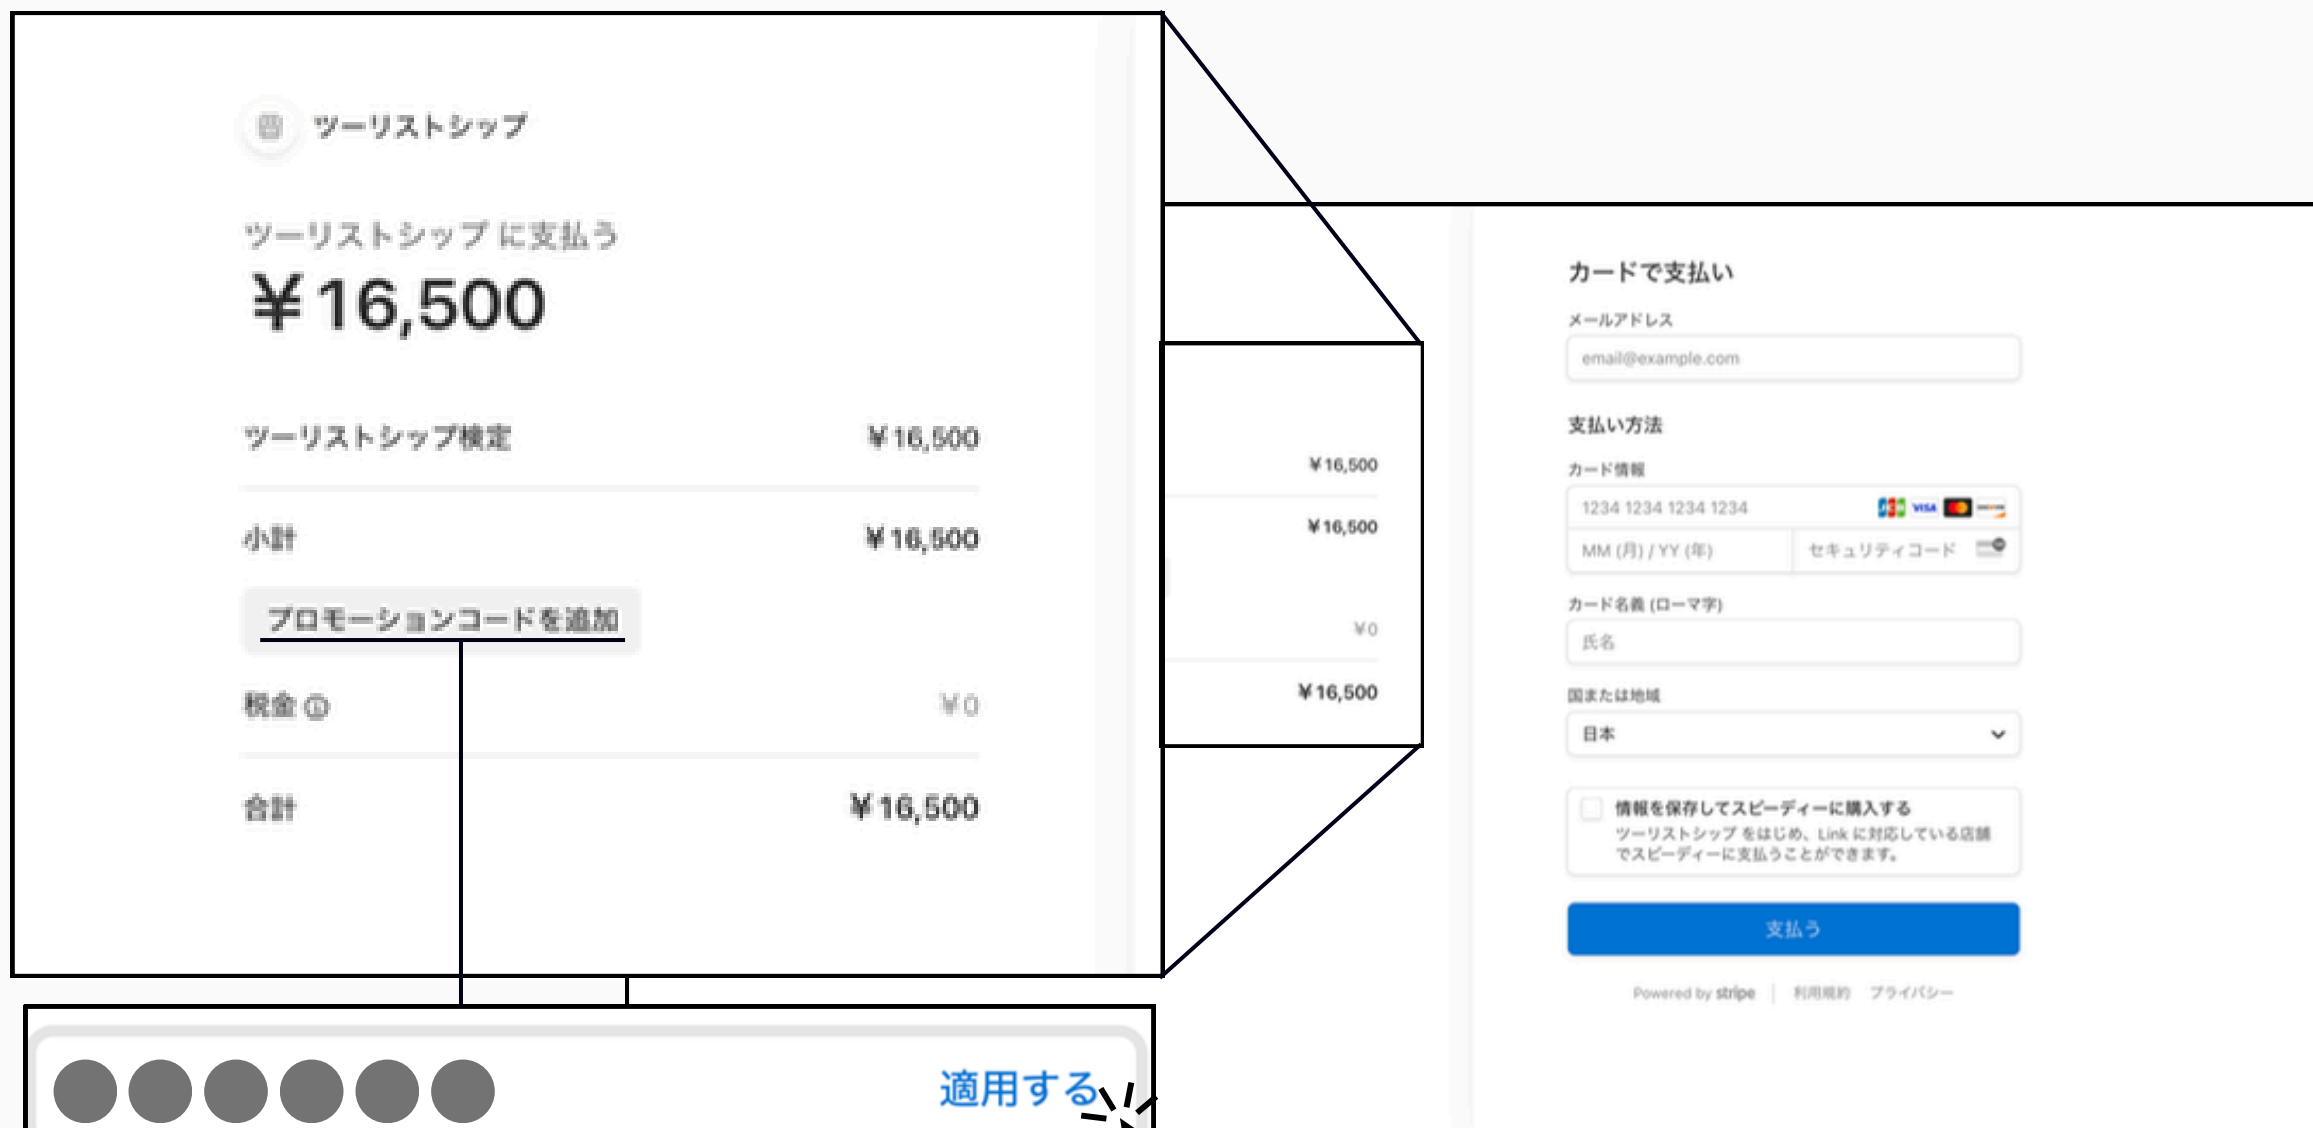 ツーリストシップ
ツーリストシップ に支払う
¥16,500
ツーリストシップ検定 ¥16,500
小計 ¥16,500
プロモーションコードを追加
税金 ¥0
合計 ¥16,500
適用する
¥16,500
¥16,500
¥0
¥16,500
カードで支払い
メールアドレス
email@example.com
支払い方法
カード情報
1234 1234 1234 1234 JCB VISA
MM (月) / YY (年) セキュリティコード
カード名義 (ローマ字)
氏名
国または地域
日本
情報を保存してスピーディーに購入する
ツーリストシップ をはじめ、Link に対応している店舗
でスピーディーに支払うことができます。
支払う
Powered by stripe 利用規約 プライバシー